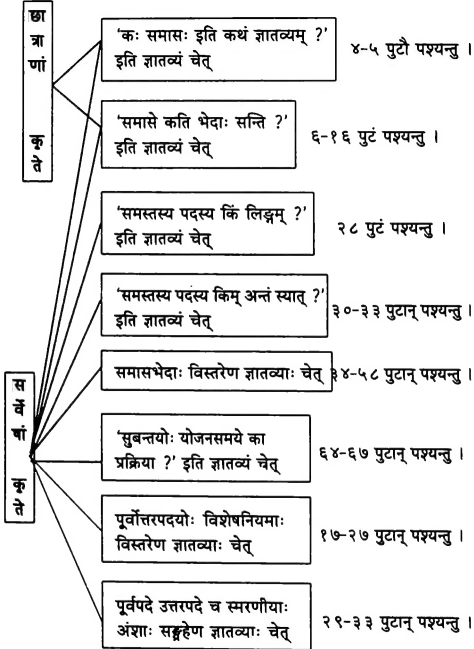 छा
त्रा
णां
कृ
ते
‘कः समासः इति कथं ज्ञातव्यम् ?’
इति ज्ञातव्यं चेत्
४-५ पुटौ पश्यन्तु ।
‘समासे कति भेदाः सन्ति ?’
इति ज्ञातव्यं चेत्
६-१६ पुटं पश्यन्तु ।
‘समस्तस्य पदस्य किं लिङ्गम् ?’
इति ज्ञातव्यं चेत्
२८ पुटं पश्यन्तु ।
‘समस्तस्य पदस्य किम् अन्तं स्यात् ?’
इति ज्ञातव्यं चेत्
३०-३३ पुटान् पश्यन्तु ।
समासभेदाः विस्तरेण ज्ञातव्याः चेत्
३४-५८ पुटान् पश्यन्तु ।
स
र्वे
षां
कृ
ते
‘सुबन्तयोः योजनसमये का
प्रक्रिया ?’ इति ज्ञातव्यं चेत्
६४-६७ पुटान् पश्यन्तु ।
पूर्वोत्तरपदयोः विशेषनियमाः
विस्तरेण ज्ञातव्याः चेत्
१७-२७ पुटान् पश्यन्तु ।
पूर्वपदे उत्तरपदे च स्मरणीयाः
अंशाः सङ्ग्रहेण ज्ञातव्याः चेत्
२९-३३ पुटान् पश्यन्तु ।